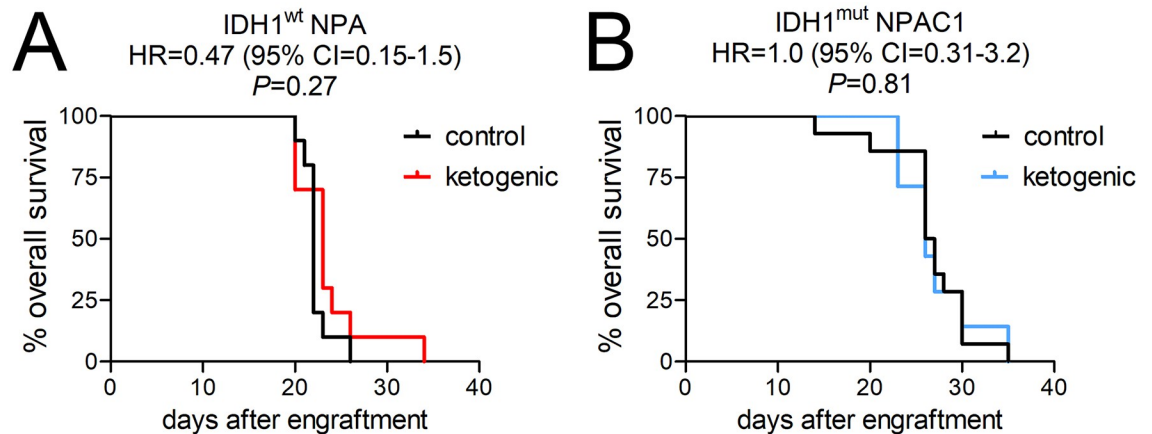 A
IDH1wt NPA
HR=0.47 (95% CI=0.15-1.5)
P=0.27
% overall survival
100
75
50
25
0
0 10 20 30 40
days after engraftment
control
ketogenic
B
IDH1mut NPAC1
HR=1.0 (95% CI=0.31-3.2)
P=0.81
% overall survival
100
75
50
25
0
0 10 20 30 40
days after engraftment
control
ketogenic